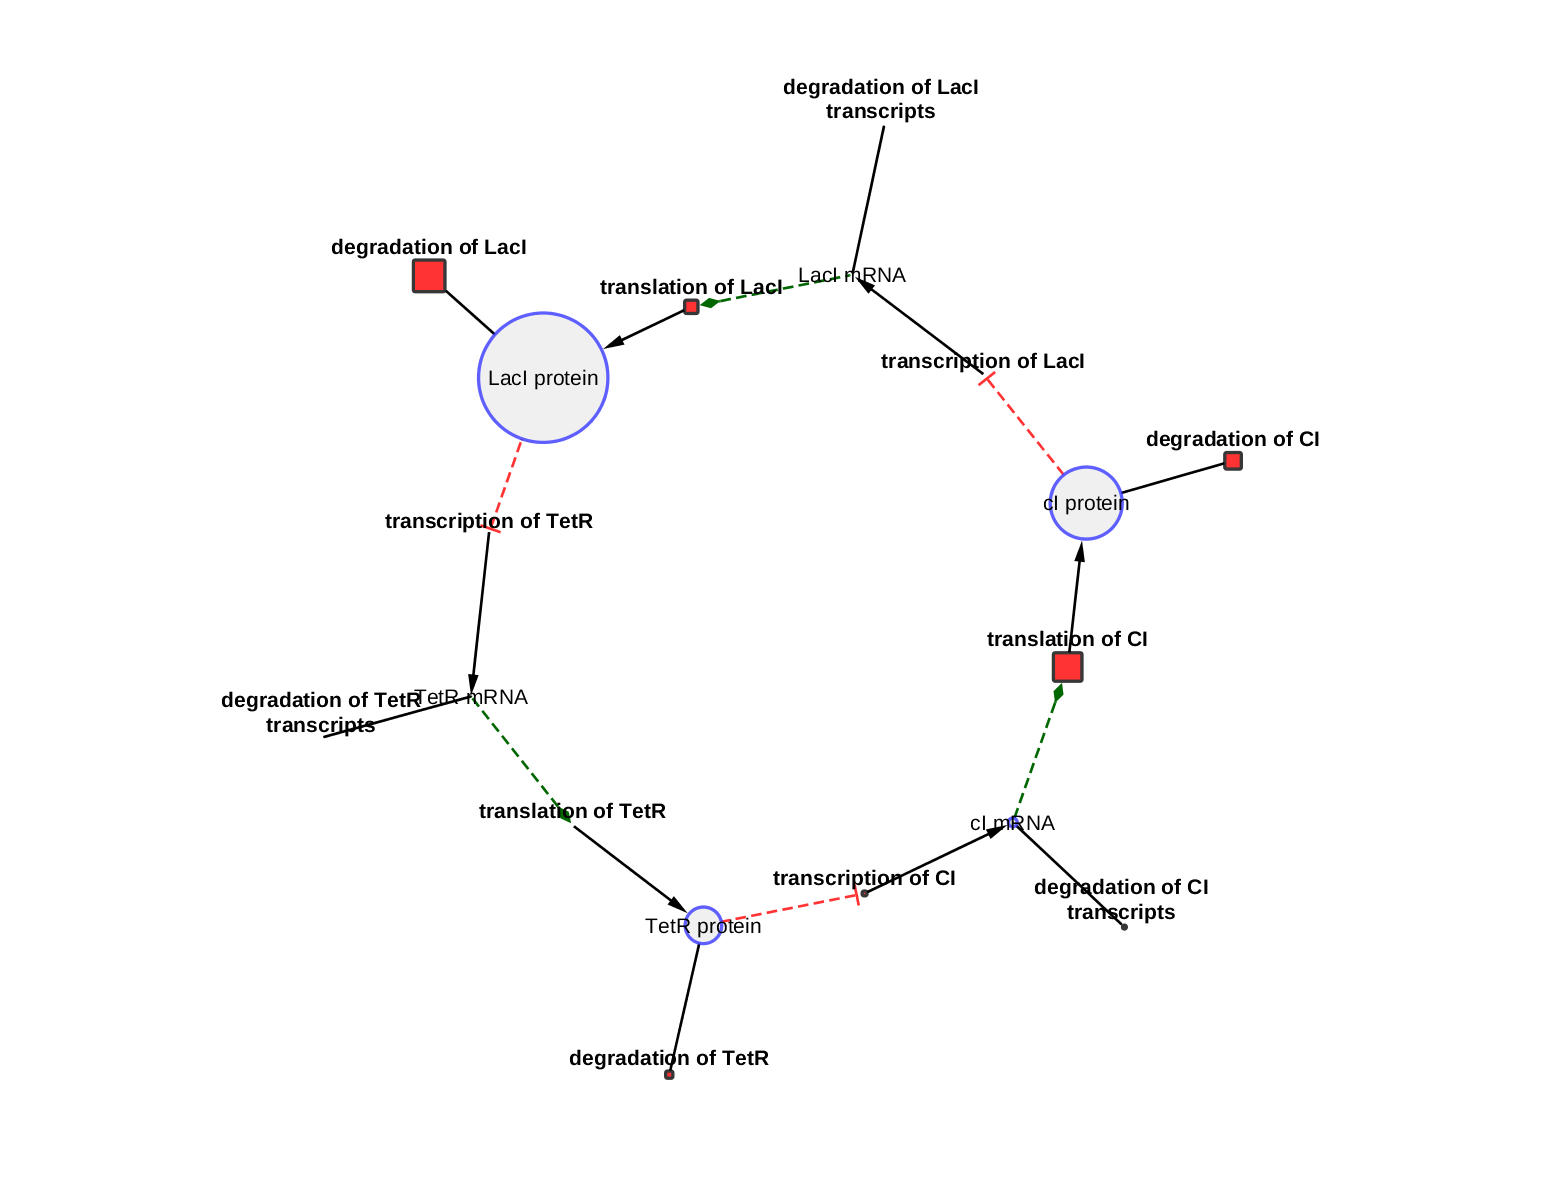 degradation of LacI
transcripts
degradation of LacI
translation of LacI
LacI mRNA
transcription of LacI
LacI protein
degradation of CI
cI protein
transcription of TetR
translation of CI
degradation of TetR
transcripts
TetR mRNA
translation of TetR
cI mRNA
transcription of CI
degradation of CI
transcripts
TetR protein
degradation of TetR